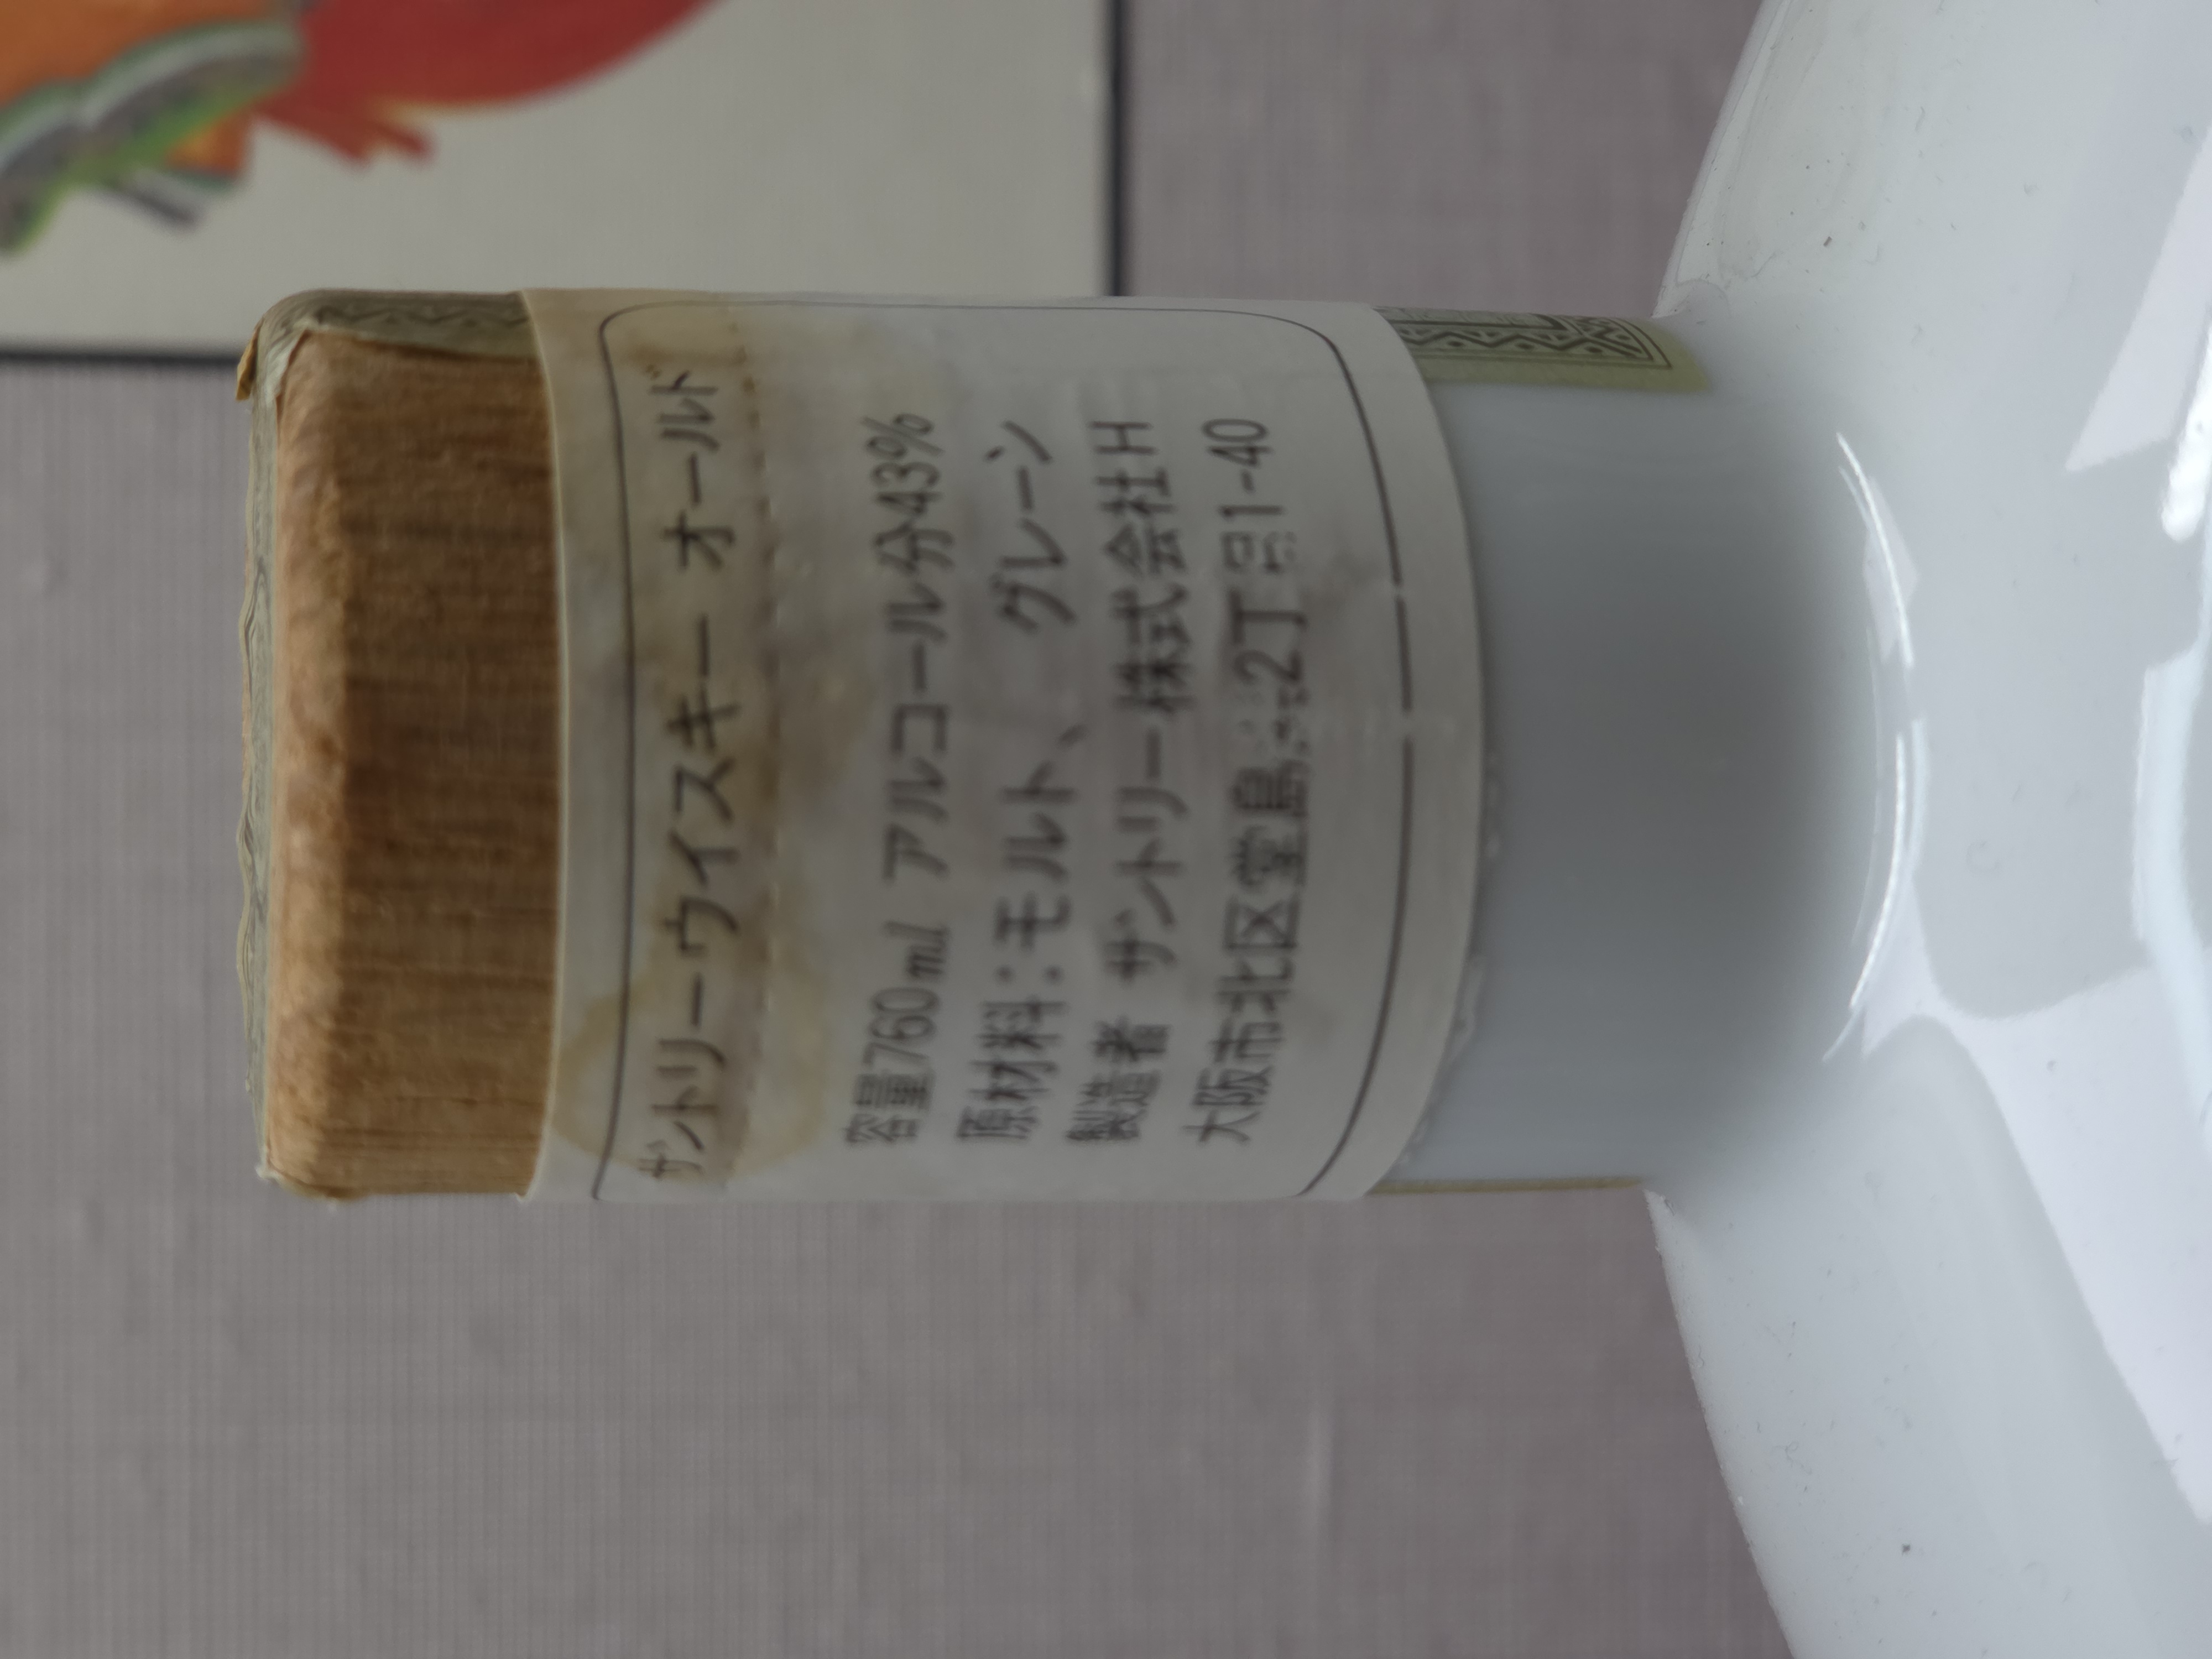 サントリーウイスキー オールド
容量760ml アルコール分43%
原材料:モルト、 グレーン
製造者 サントリー株式会社H
大阪市北区堂島浜2丁目1-40